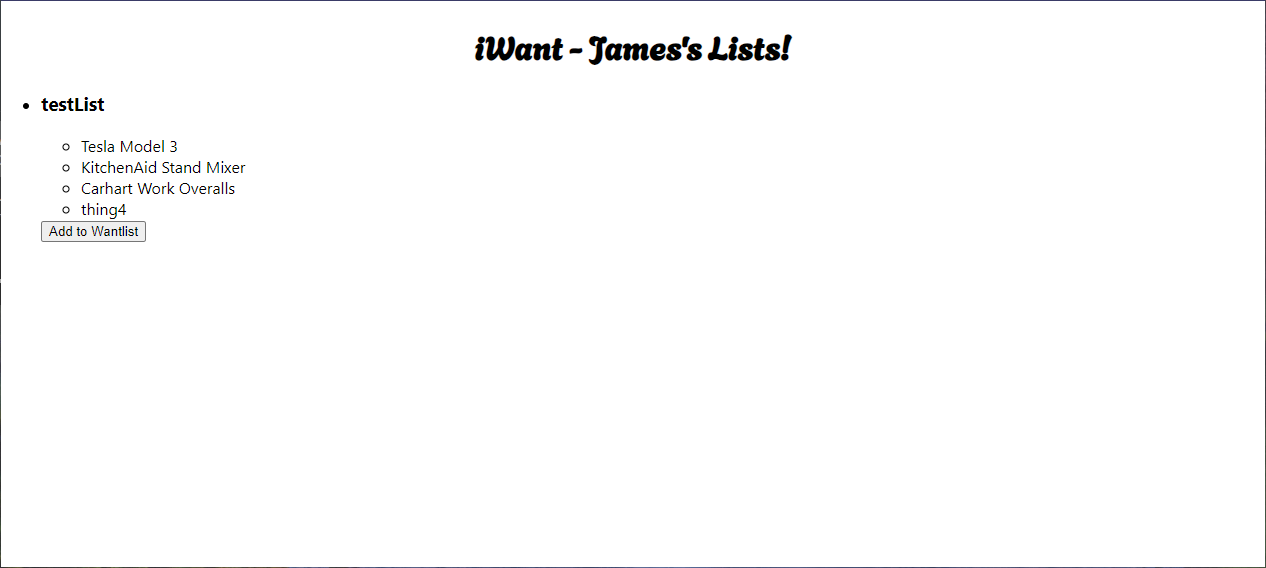 iWant - James's Lists!
testList
Tesla Model 3
KitchenAid Stand Mixer
Carhart Work Overalls
thing4
Add to Wantlist